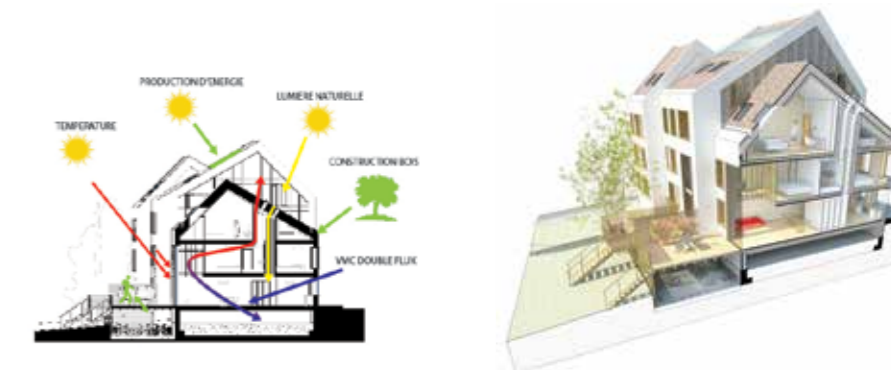 PRODUCTION D'ENERGIE
LUMIERE NATURELLE
TEMPERATURE
CONSTRUCTION BOIS
VMC DOUBLE FLUX